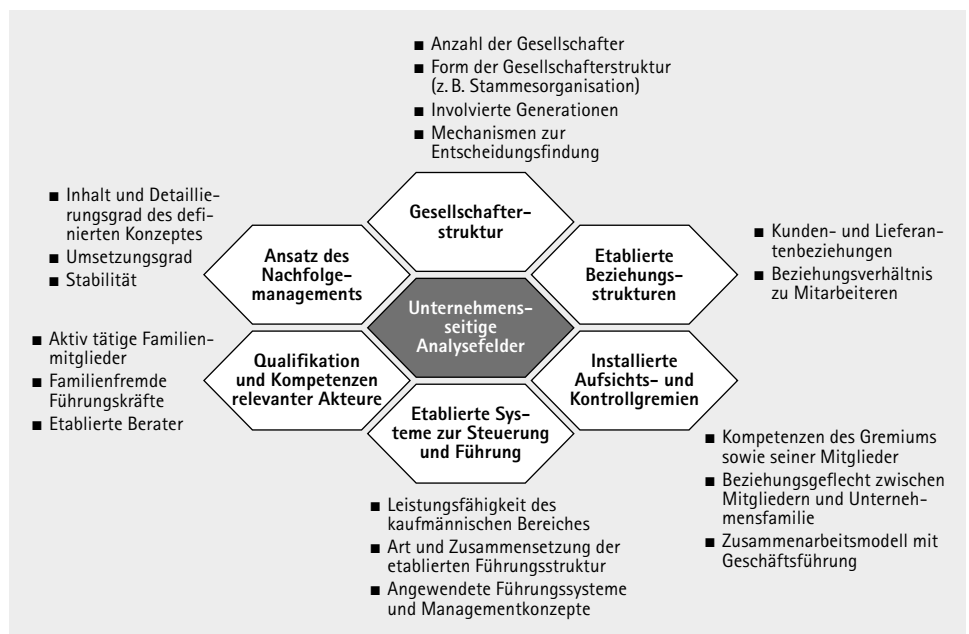 ■ Anzahl der Gesellschafter
■ Form der Gesellschafterstruktur
(z. B. Stammesorganisation)
■ Involvierte Generationen
■ Mechanismen zur
Entscheidungsfindung
Gesellschafter-
struktur
■ Inhalt und Detaillie-
rungsgrad des defi-
nierten Konzeptes
■ Umsetzungsgrad
■ Stabilität
Ansatz des
Nachfolge-
managements
Etablierte
Beziehungs-
strukturen
■ Kunden- und Lieferan-
tenbeziehungen
■ Beziehungsverhältnis
zu Mitarbeiteren
Unternehmens-
seitige
Analysefelder
■ Aktiv tätige Familien-
mitglieder
■ Familienfremde
Führungskräfte
■ Etablierte Berater
Qualifikation
und Kompetenzen
relevanter Akteure
Installierte
Aufsichts- und
Kontrollgremien
■ Kompetenzen des Gremiums
sowie seiner Mitglieder
■ Beziehungsgeflecht zwischen
Mitgliedern und Unterneh-
mensfamilie
■ Zusammenarbeitsmodell mit
Geschäftsführung
Etablierte Sys-
teme zur Steuerung
und Führung
■ Leistungsfähigkeit des
kaufmännischen Bereiches
■ Art und Zusammensetzung der
etablierten Führungsstruktur
■ Angewendete Führungssysteme
und Managementkonzepte